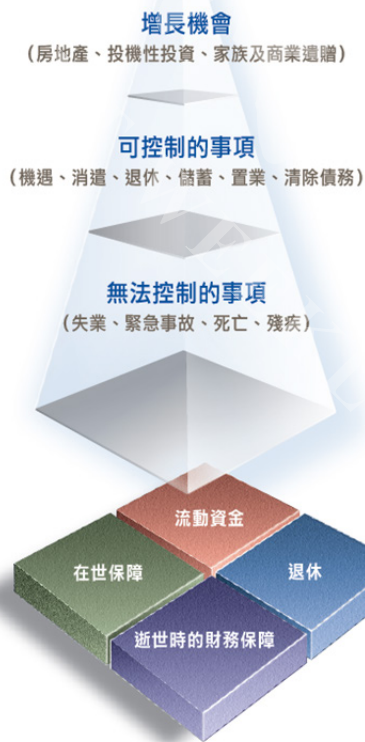 增長機會
（房地產、投機性投資、家族及商業遺贈）
可控制的事項
（機遇、消遣、退休、儲蓄、置業、清除債務）
無法控制的事項
（失業、緊急事故、死亡、殘疾）
流動資金
在世保障
退休
逝世時的財務保障